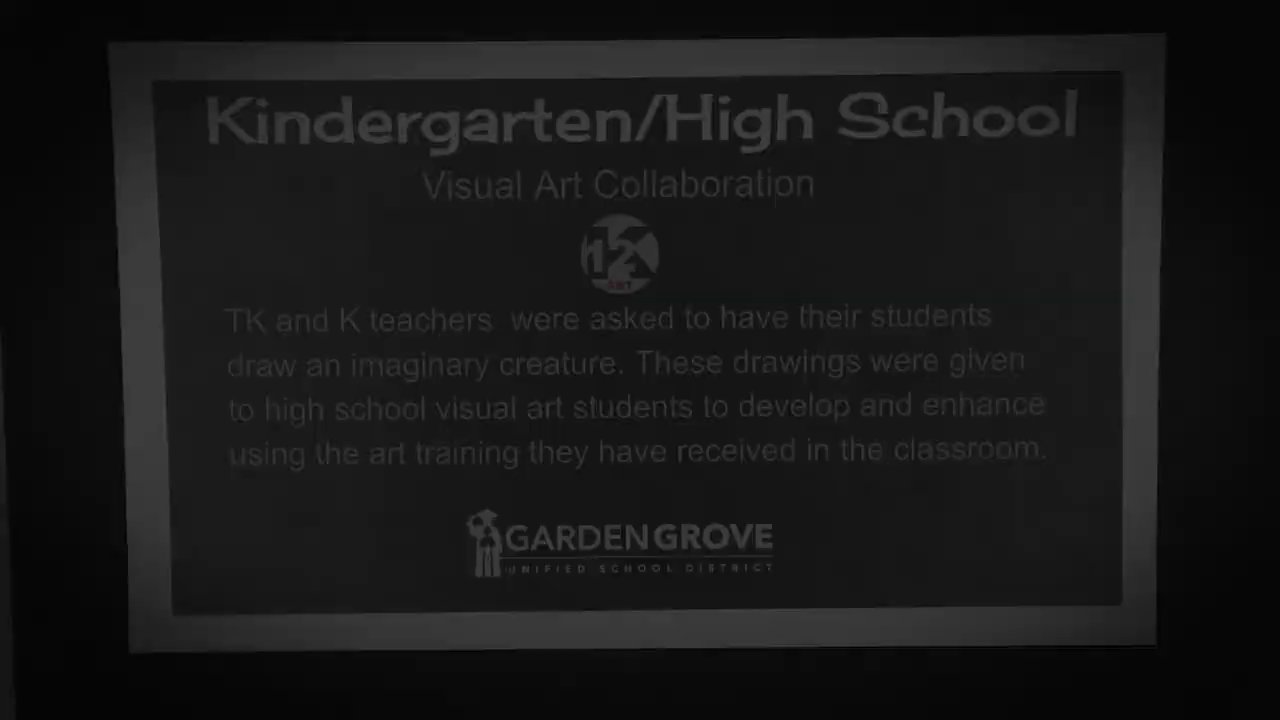 Kindergarten/High School
Visual Art Collaboration
K12
ART
TK and K teachers were asked to have their students
draw an imaginary creature. These drawings were given
to high school visual art students to develop and enhance
using the art training they have received in the classroom.
GARDEN GROVE
UNIFIED SCHOOL DISTRICT